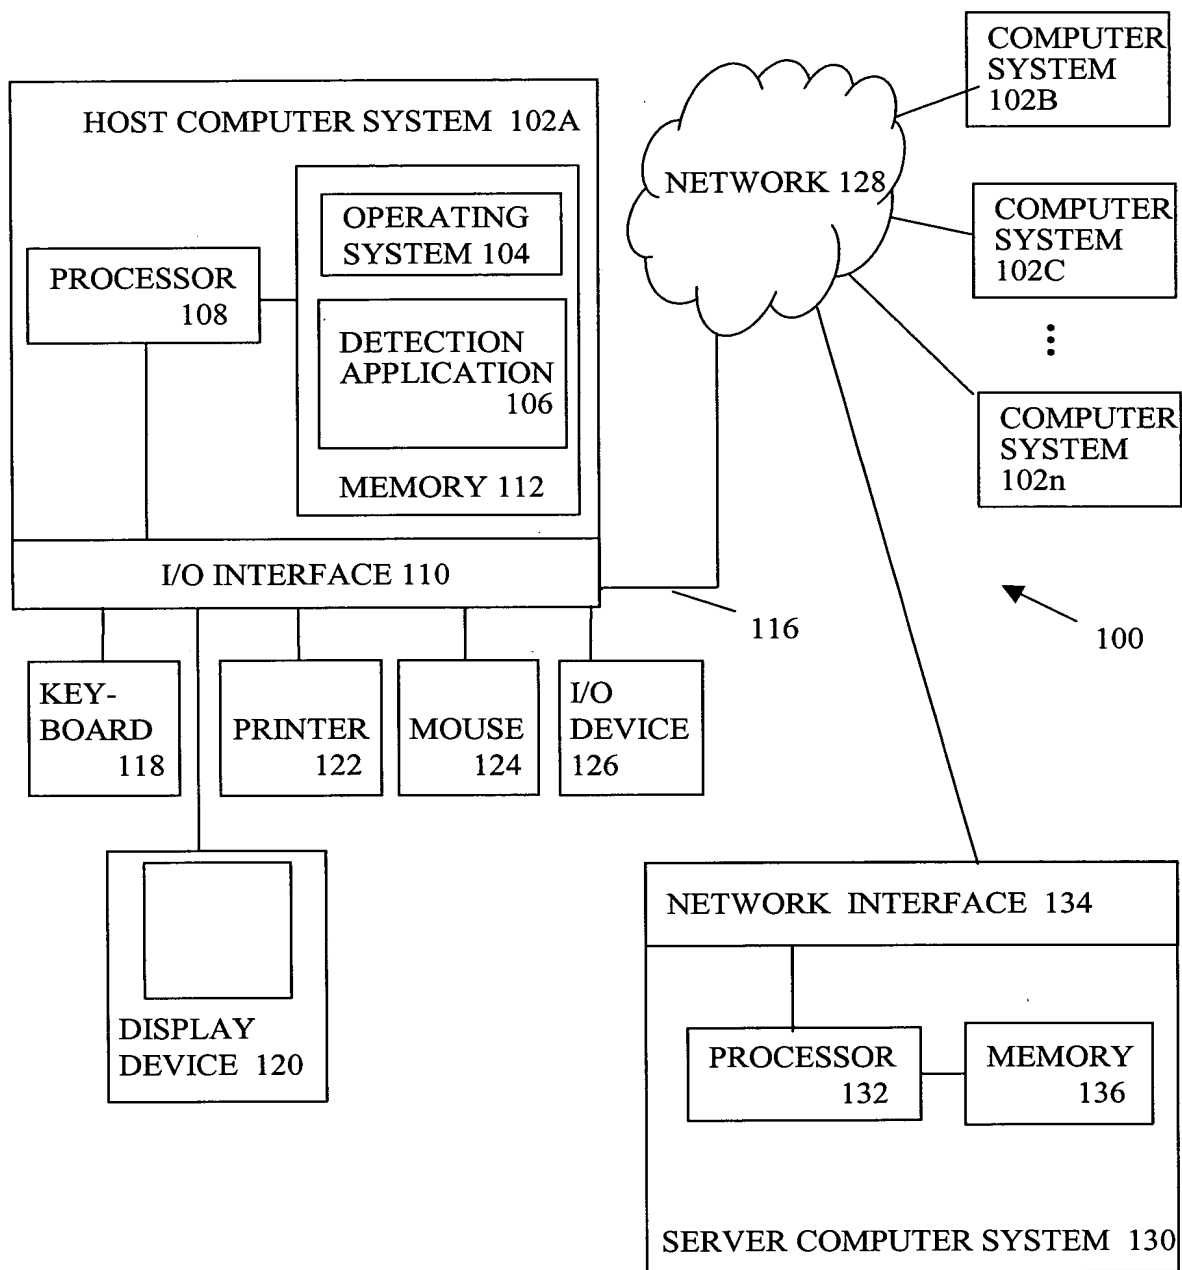 HOST COMPUTER SYSTEM 102A
OPERATING
SYSTEM 104
PROCESSOR
108
DETECTION
APPLICATION
106
MEMORY 112
I/O INTERFACE 110
KEY-
BOARD
118
PRINTER
122
MOUSE
124
I/O
DEVICE
126
DISPLAY
DEVICE 120
116
NETWORK 128
COMPUTER
SYSTEM
102B
COMPUTER
SYSTEM
102C
⋮
COMPUTER
SYSTEM
102n
100
NETWORK INTERFACE 134
PROCESSOR
132
MEMORY
136
SERVER COMPUTER SYSTEM 130